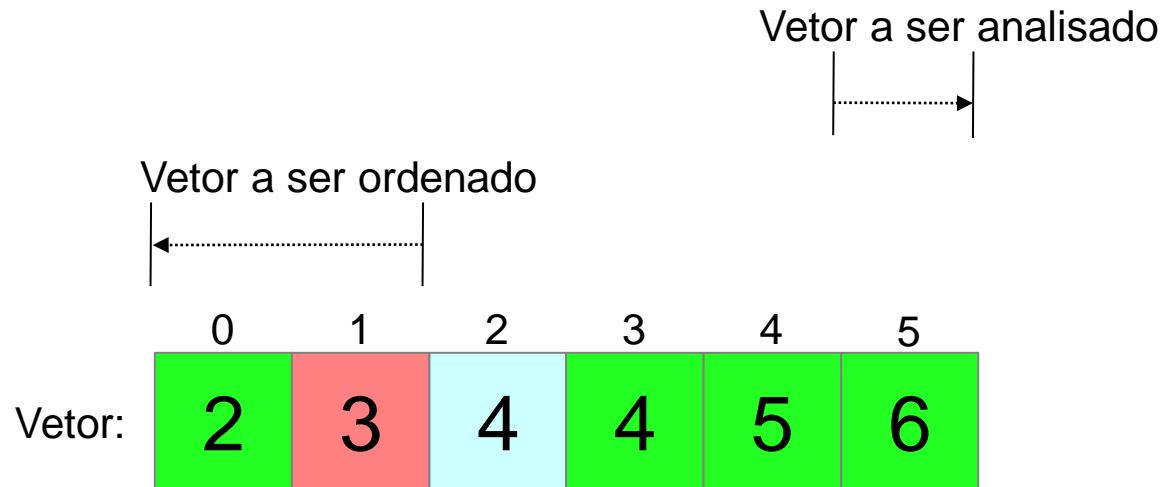 Vetor a ser analisado
Vetor a ser ordenado
0 1 2 3 4 5
Vetor: 2 3 4 4 5 6